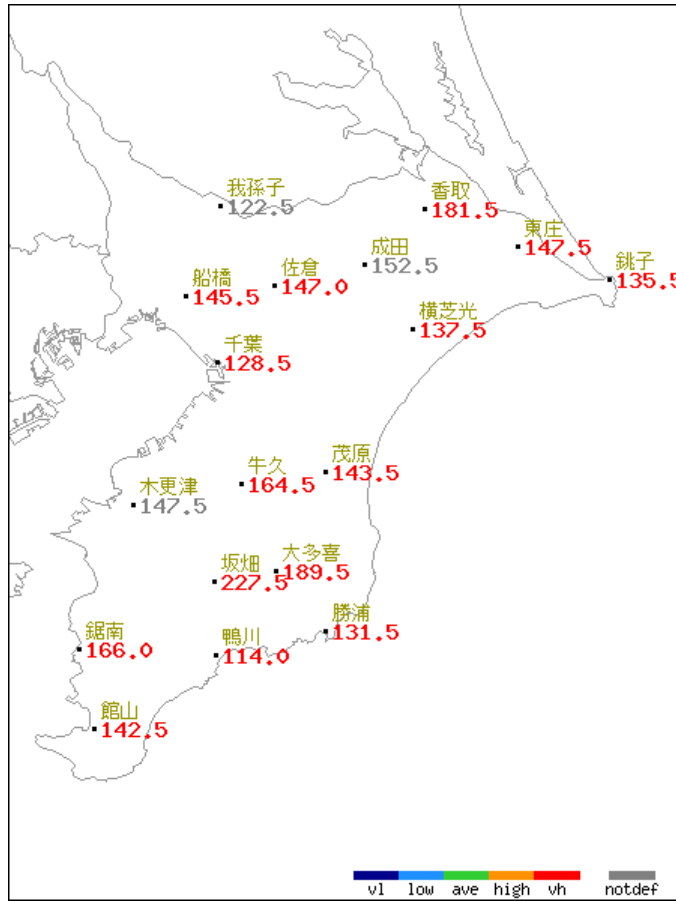 我孫子
122.5
香取
181.5
東庄
147.5
成田
152.5
銚子
135.5
船橋
145.5
佐倉
147.0
横芝光
137.5
千葉
128.5
茂原
143.5
牛久
164.5
木更津
147.5
大多喜
189.5
坂畑
227.5
勝浦
131.5
鋸南
166.0
鴨川
114.0
館山
142.5
vl low ave high vh notdef